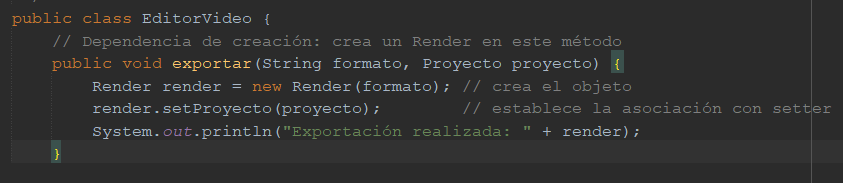 public class EditorVideo {
// Dependencia de creación: crea un Render en este método
public void exportar(String formato, Proyecto proyecto) {
Render render = new Render(formato); // crea el objeto
render.setProyecto(proyecto); // establece la asociación con setter
System.out.println("Exportación realizada: " + render);
}